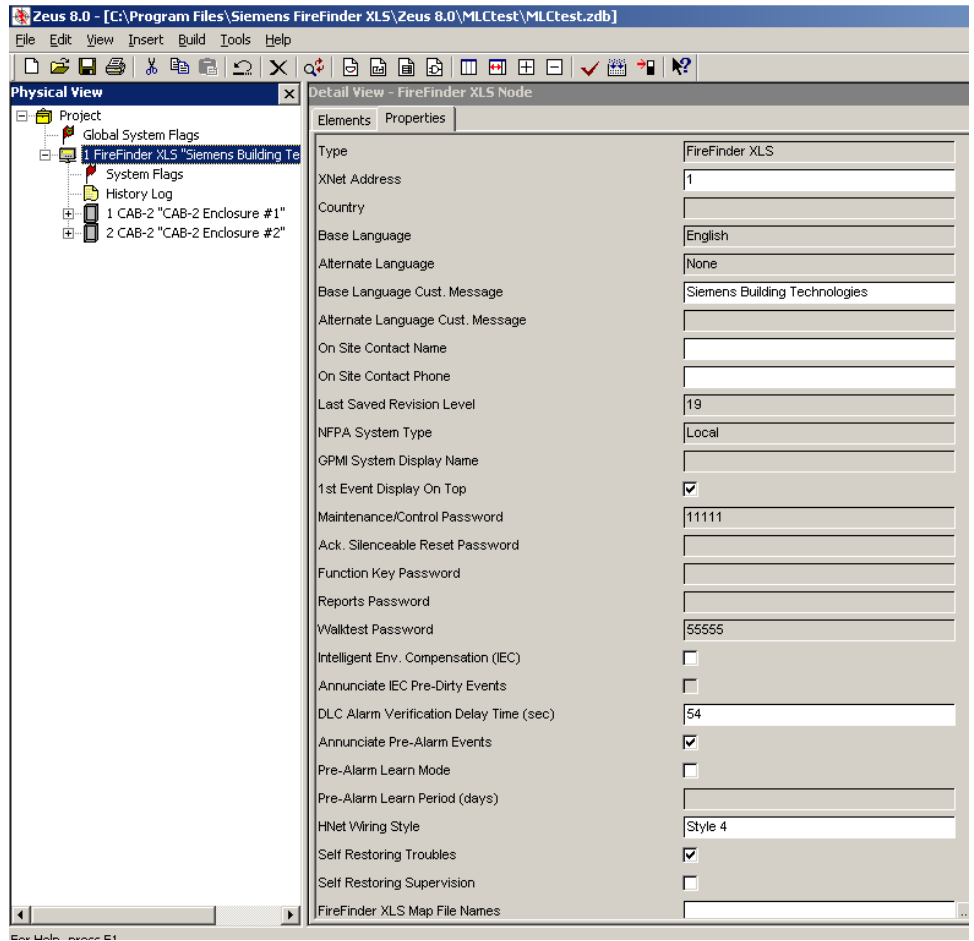 Zeus 8.0 - [C:\Program Files\Siemens FireFinder XLS\Zeus 8.0\MLCtest\MLCtest.zdb]
File Edit View Insert Build Tools Help
Physical View
Project
Global System Flags
1 FireFinder XLS "Siemens Building Te
System Flags
History Log
1 CAB-2 "CAB-2 Enclosure #1"
2 CAB-2 "CAB-2 Enclosure #2"
Detail View - FireFinder XLS Node
Elements Properties
Type FireFinder XLS
XNet Address 1
Country
Base Language English
Alternate Language None
Base Language Cust. Message Siemens Building Technologies
Alternate Language Cust. Message
On Site Contact Name
On Site Contact Phone
Last Saved Revision Level 19
NFPA System Type Local
GPMI System Display Name
1st Event Display On Top
Maintenance/Control Password 11111
Ack. Silenceable Reset Password
Function Key Password
Reports Password
Walktest Password 55555
Intelligent Env. Compensation (IEC)
Annunciate IEC Pre-Dirty Events
DLC Alarm Verification Delay Time (sec) 54
Annunciate Pre-Alarm Events
Pre-Alarm Learn Mode
Pre-Alarm Learn Period (days)
HNet Wiring Style Style 4
Self Restoring Troubles
Self Restoring Supervision
FireFinder XLS Map File Names ...
For Help, press F1